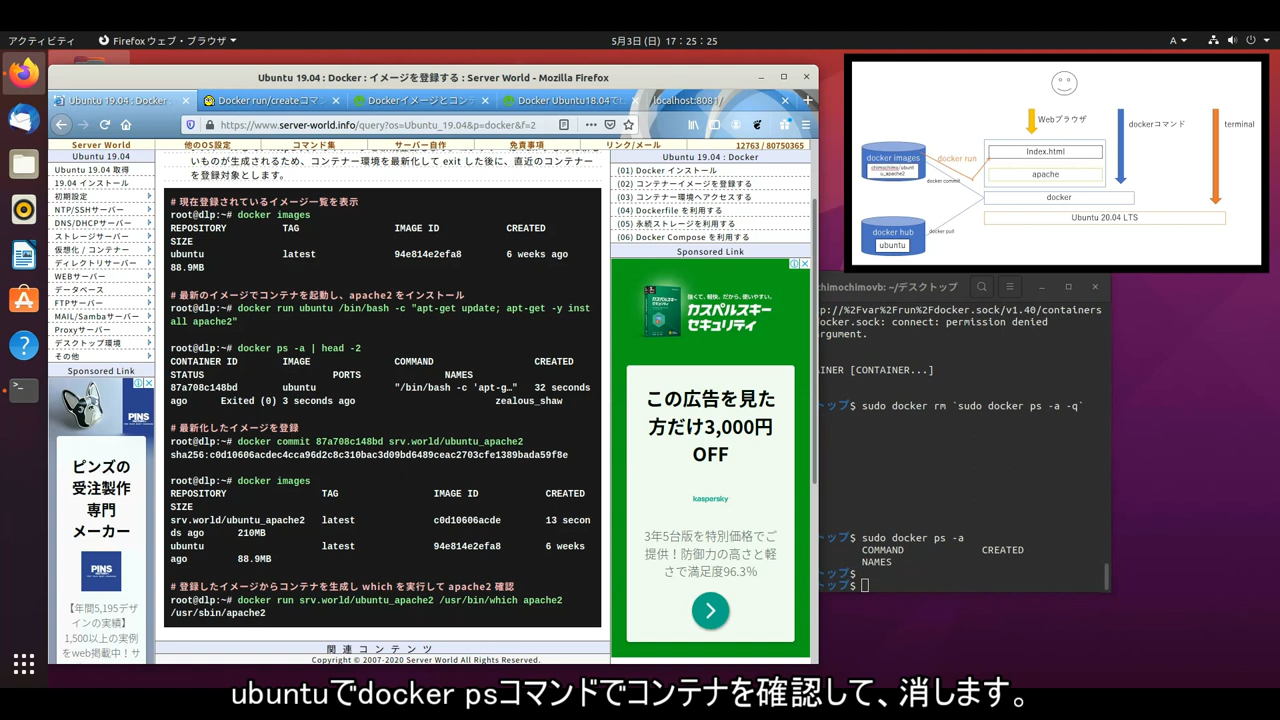 アクティビティ
Firefox ウェブ・ブラウザ
5月3日 (日) 17:25:25
A
Ubuntu 19.04 : Docker : イメージを登録する : Server World - Mozilla Firefox
Ubuntu 19.04 : Docker :
Docker run/createコマン
Dockerイメージとコンテ
Docker Ubuntu18.04でt
localhost:8081/
https://www.server-world.info/query?os=Ubuntu_19.04&p=docker&f=2
Server World
他のOS設定
コマンド集
サーバー自作
免責事項
リンク/メール
12763 / 80750365
Ubuntu 19.04
Ubuntu 19.04 取得
19.04 インストール
初期設定
NTP/SSHサーバー
DNS/DHCPサーバー
ストレージサーバー
仮想化 / コンテナー
ディレクトリサーバー
WEBサーバー
データベース
FTPサーバー
MAIL/Sambaサーバー
Proxyサーバー
デスクトップ環境
その他
Sponsored Link
PINS
ピンズの
受注製作
専門
メーカー
PINS
【年間5,195デザ
インの実績】
1,500以上の実例
をweb掲載中！サ
いものが生成されるため、コンテナー環境を最新化して exit した後に、直近のコンテナー
を登録対象とします。
# 現在登録されているイメージ一覧を表示
root@dlp:~# docker images
REPOSITORY TAG IMAGE ID CREATED
SIZE
ubuntu latest 94e814e2efa8 6 weeks ago
88.9MB
# 最新のイメージでコンテナを起動し、apache2 をインストール
root@dlp:~# docker run ubuntu /bin/bash -c "apt-get update; apt-get -y inst
all apache2"
root@dlp:~# docker ps -a | head -2
CONTAINER ID IMAGE COMMAND CREATED
STATUS PORTS NAMES
87a708c148bd ubuntu "/bin/bash -c 'apt-g…" 32 seconds
ago Exited (0) 3 seconds ago zealous_shaw
# 最新化したイメージを登録
root@dlp:~# docker commit 87a708c148bd srv.world/ubuntu_apache2
sha256:c0d10606acdec4cca96d2c8c310bac3d09bd6489ceac2703cfe1389bada59f8e
root@dlp:~# docker images
REPOSITORY TAG IMAGE ID CREATED
SIZE
srv.world/ubuntu_apache2 latest c0d10606acde 13 secon
ds ago 210MB
ubuntu latest 94e814e2efa8 6 weeks
ago 88.9MB
# 登録したイメージからコンテナを生成し which を実行して apache2 確認
root@dlp:~# docker run srv.world/ubuntu_apache2 /usr/bin/which apache2
/usr/sbin/apache2
関連コンテンツ
Copyright © 2007-2020 Server World All Rights Reserved.
Ubuntu 19.04 : Docker
(01) Docker インストール
(02) コンテナーイメージを登録する
(03) コンテナー環境へアクセスする
(04) Dockerfile を利用する
(05) 永続ストレージを利用する
(06) Docker Compose を利用する
Sponsored Link
強くて、軽快。だから、使いやすい。
カスペルスキー
セキュリティ
この広告を見た
方だけ3,000円
OFF
kaspersky
3年5台版を特別価格でご
提供！防御力の高さと軽
さで満足度96.3%
Webブラウザ
dockerコマンド
terminal
docker images
chimochimo/ubunt
u_apache2
docker run
docker commit
Index.html
apache
docker
Ubuntu 20.04 LTS
docker hub
ubuntu
docker pull
chimochimovb: ~/デスクトップ
p://%2Fvar%2Frun%2Fdocker.sock/v1.40/containers
ocker.sock: connect: permission denied
rgument.
AINER [CONTAINER...]
トップ$ sudo docker rm `sudo docker ps -a -q`
トップ$ sudo docker ps -a
COMMAND CREATED
NAMES
トップ$
トップ$
ubuntuでdocker psコマンドでコンテナを確認して、消します。